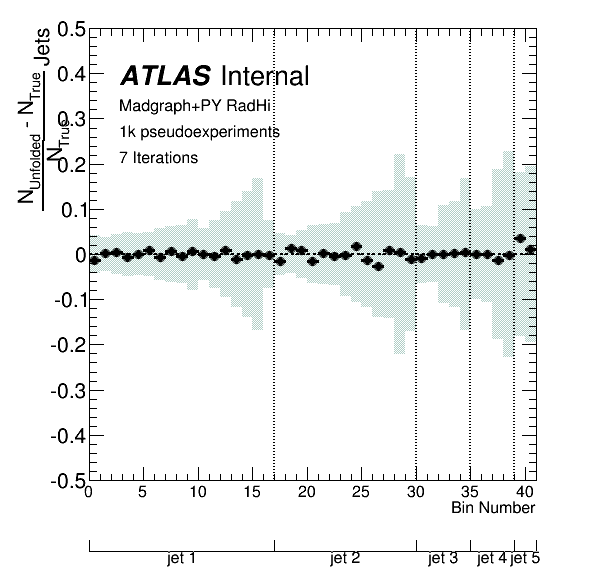 N_Unfolded - N_True
N_True
Jets
0.5
0.4
0.3
0.2
0.1
0
-0.1
-0.2
-0.3
-0.4
-0.5
ATLAS Internal
Madgraph+PY RadHi
1k pseudoexperiments
7 Iterations
0 5 10 15 20 25 30 35 40
Bin Number
jet 1 jet 2 jet 3 jet 4 jet 5